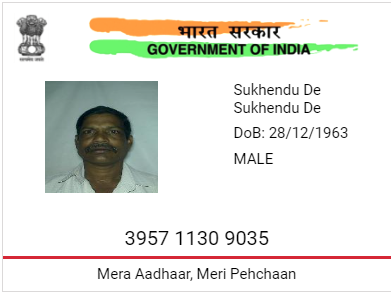 भारत सरकार
GOVERNMENT OF INDIA
Sukhendu De
Sukhendu De
DoB: 28/12/1963
MALE
3957 1130 9035
Mera Aadhaar, Meri Pehchaan